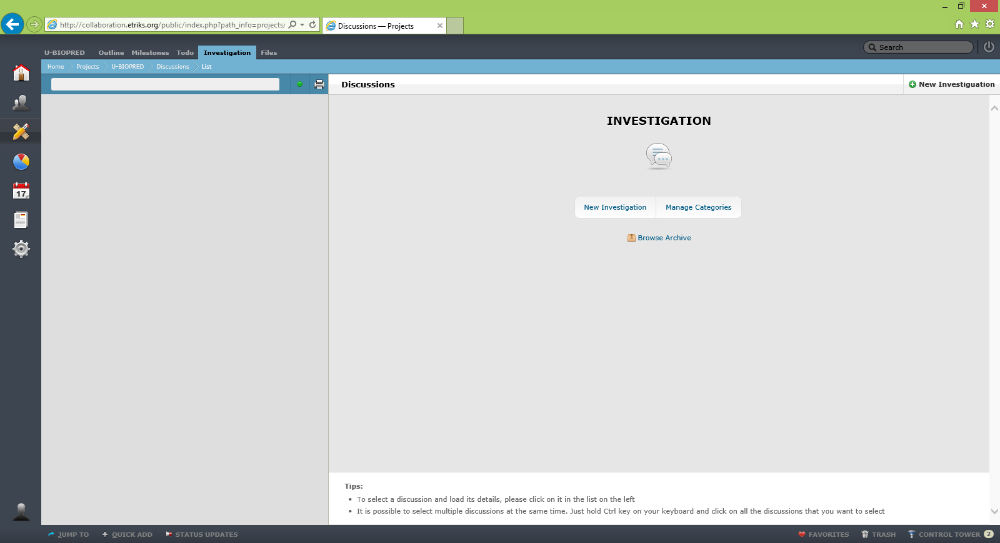 http://collaboration.etriks.org/public/index.php?path_info=projects/
Discussions — Projects
U-BIOPRED Outline Milestones Todo Investigation Files
Search
Home Projects U-BIOPRED Discussions List
Discussions
New Investiguation
INVESTIGATION
New Investigation Manage Categories
Browse Archive
17
Tips:
To select a discussion and load its details, please click on it in the list on the left
It is possible to select multiple discussions at the same time. Just hold Ctrl key on your keyboard and click on all the discussions that you want to select
JUMP TO QUICK ADD STATUS UPDATES FAVORITES TRASH CONTROL TOWER 2